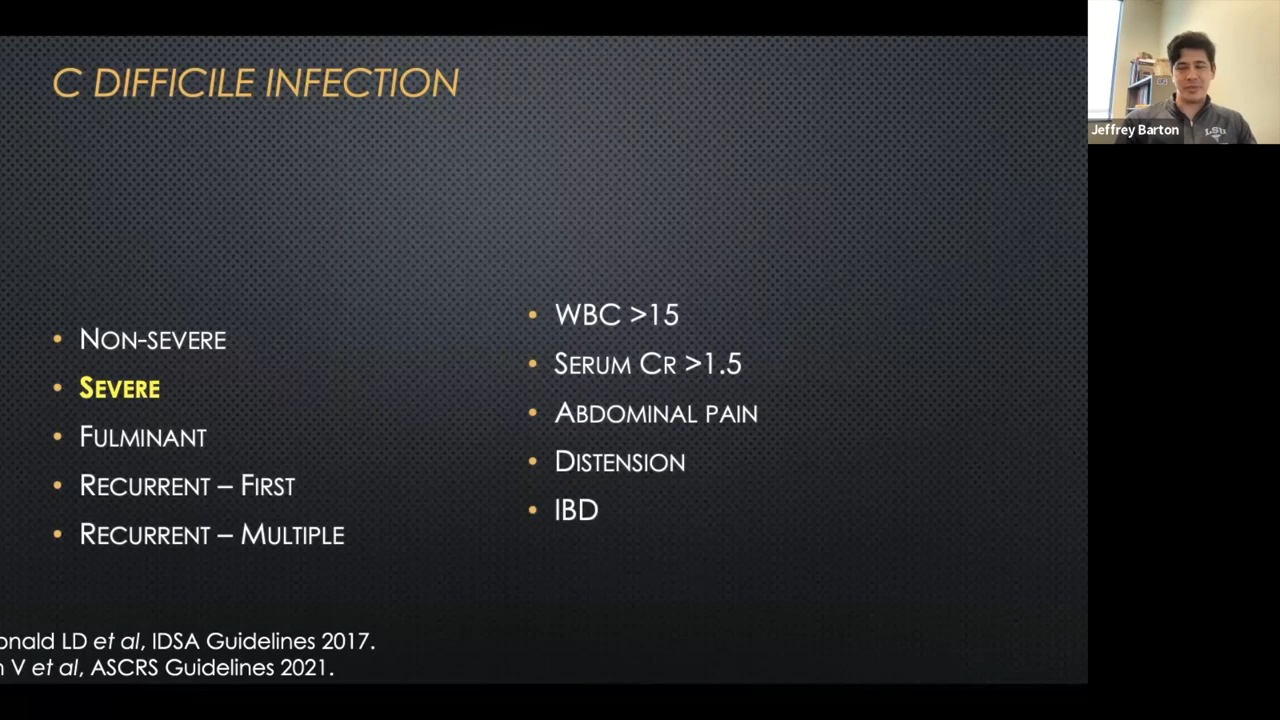 C DIFFICILE INFECTION
Non-severe
Severe
Fulminant
Recurrent – First
Recurrent – Multiple
WBC >15
Serum Cr >1.5
Abdominal pain
Distension
IBD
LD et al, IDSA Guidelines 2017.
V et al, ASCRS Guidelines 2021.
Jeffrey Barton
LSU